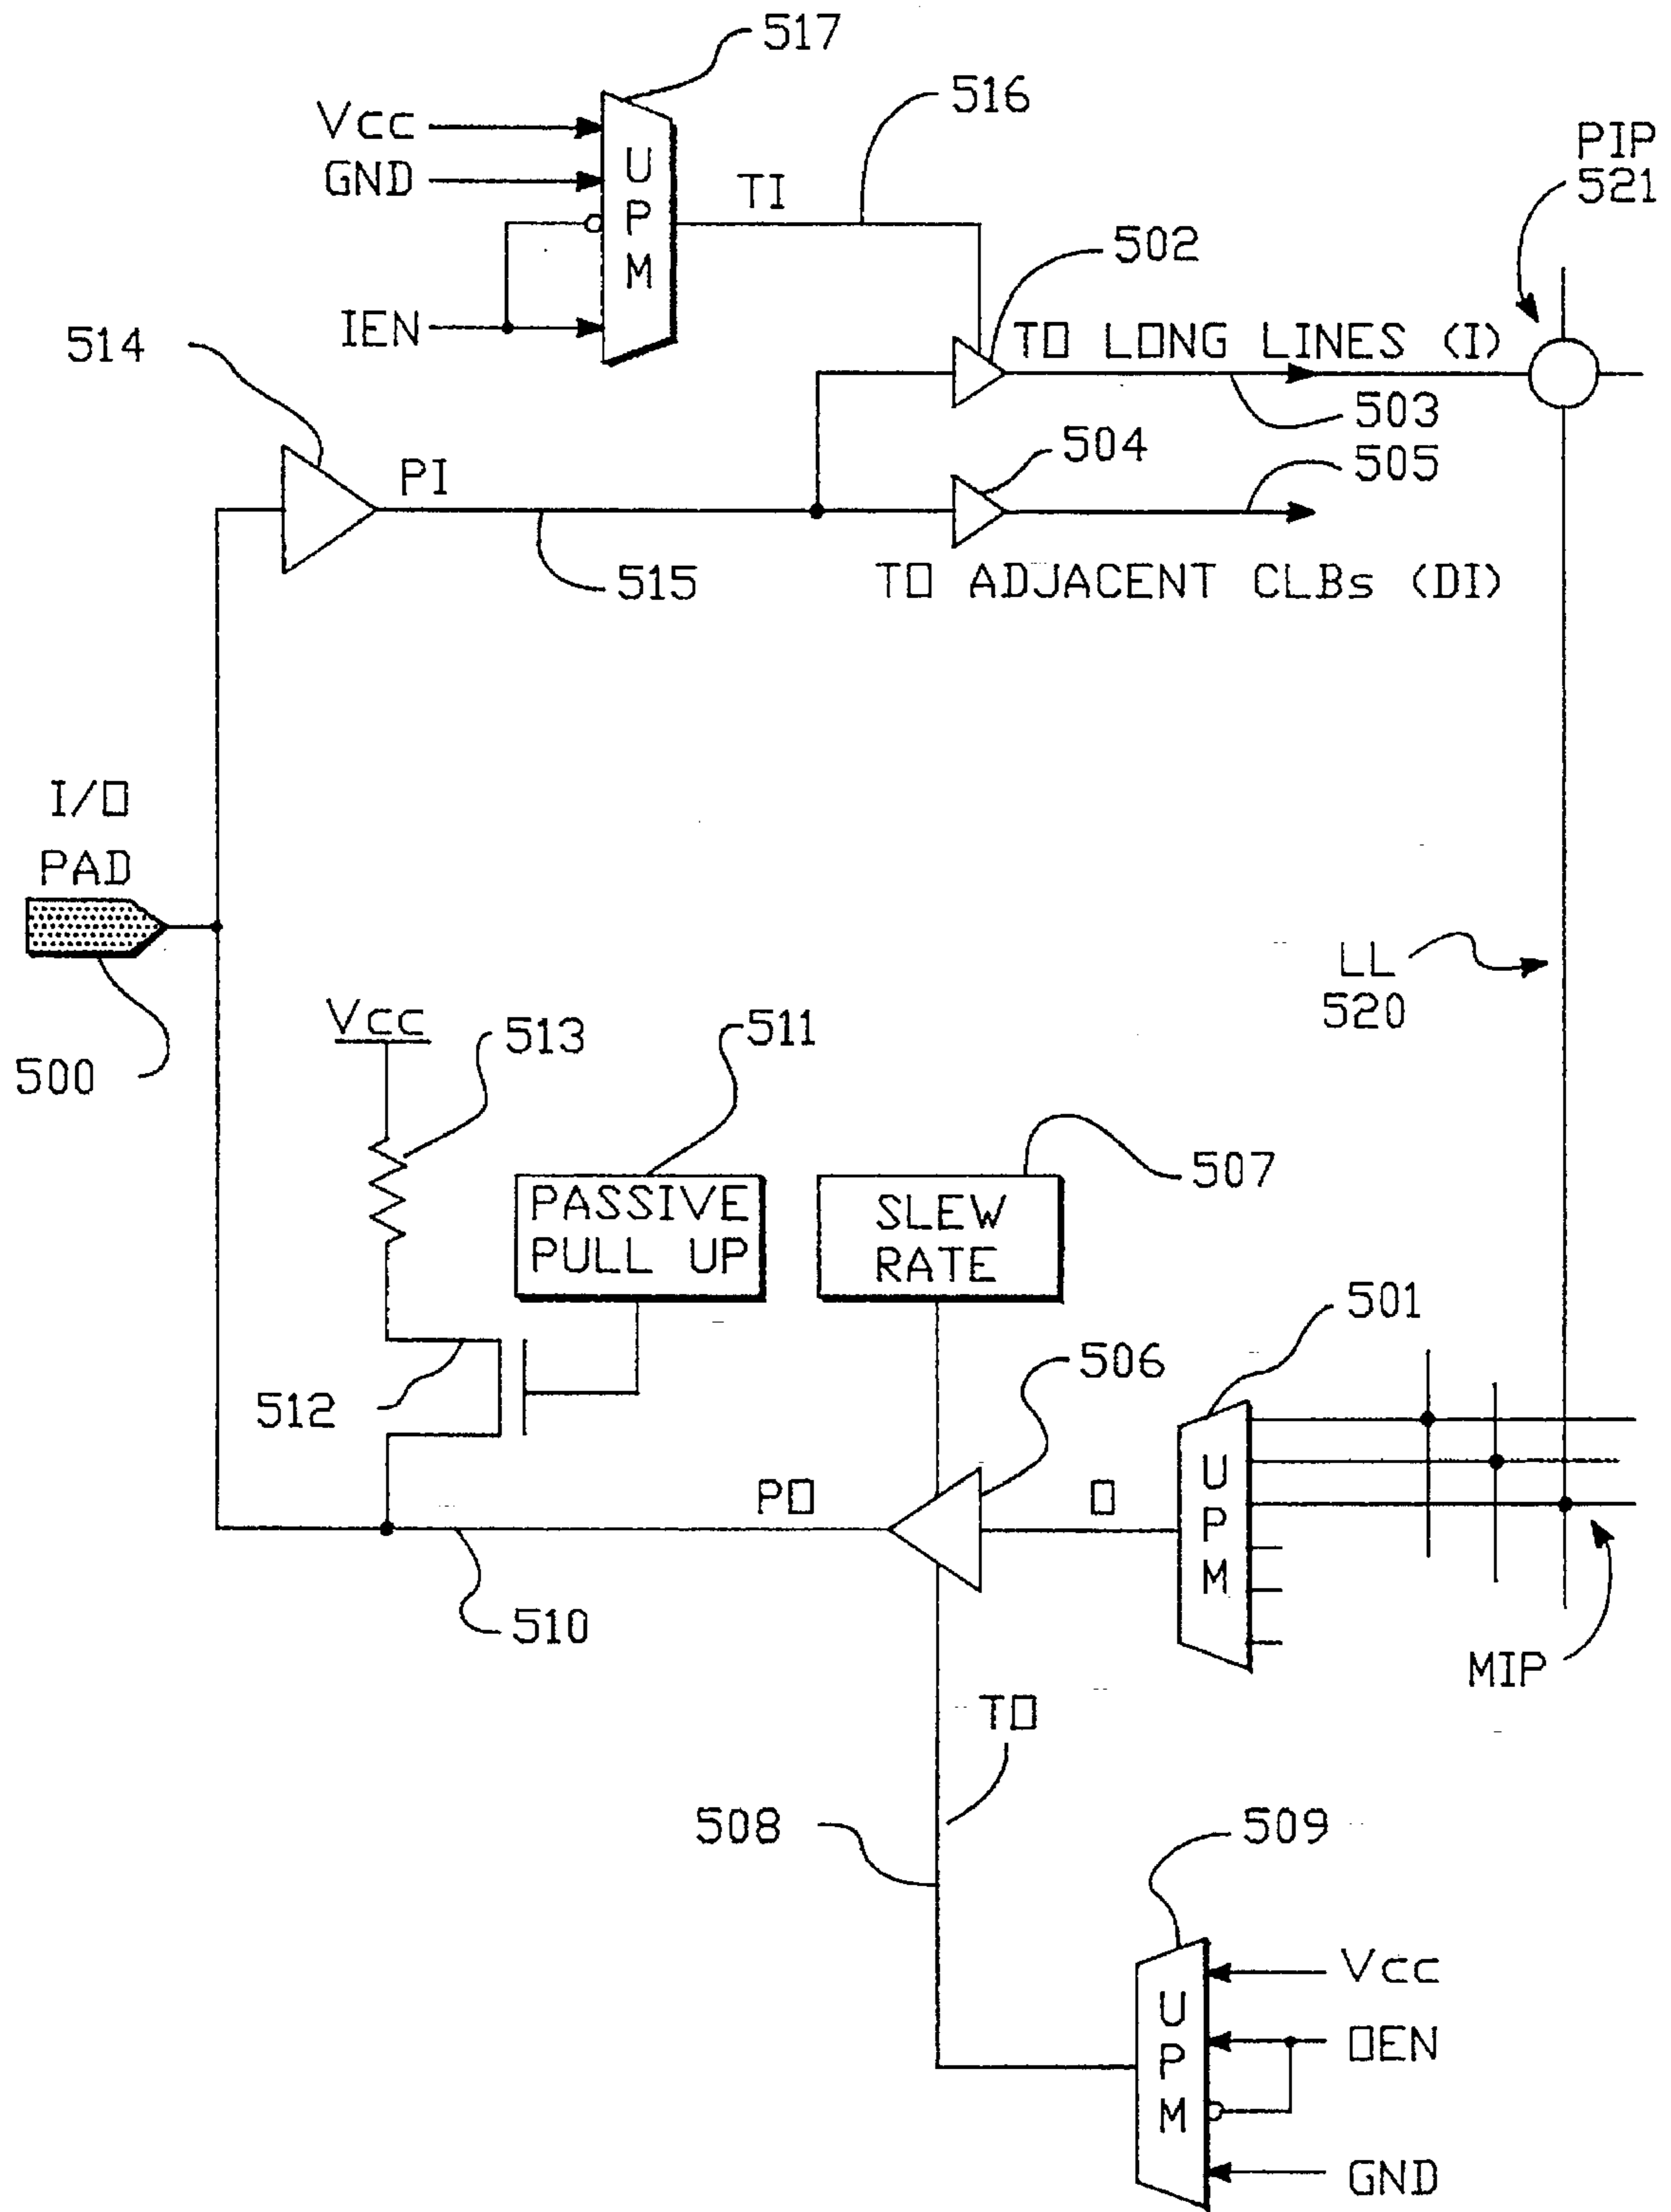 517
Vcc
516
PIP
521
GND
UPM
TI
502
IEN
TO LONG LINES (I)
514
503
504
505
PI
515
TO ADJACENT CLBs (DI)
I/O
PAD
LL
520
500
Vcc
513
511
507
PASSIVE
PULL UP
SLEW
RATE
501
512
506
UPM
PO
O
510
MIP
TO
508
509
Vcc
UPM
OEN
GND